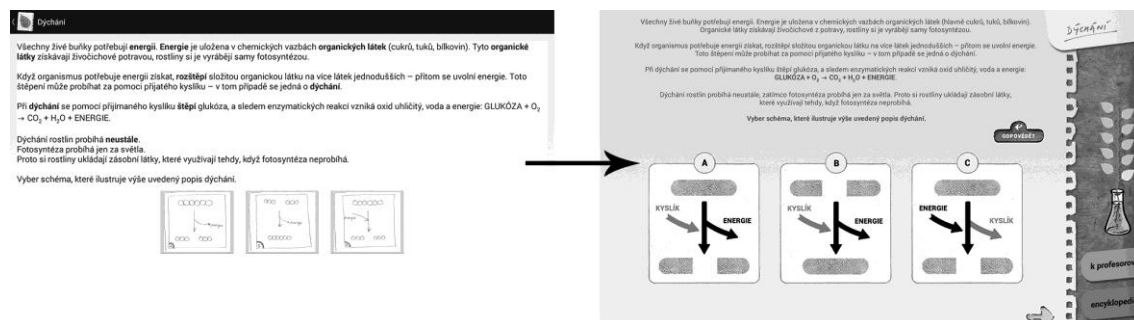 Dýchání
Všechny živé buňky potřebují energii. Energie je uložena v chemických vazbách organických látek (cukrů, tuků, bílkovin). Tyto organické
látky získávají živočichové potravou, rostliny si je vyrábějí samy fotosyntézou.
Když organismus potřebuje energii získat, rozštěpí složitou organickou látku na více látek jednodušších – přitom se uvolní energie. Toto
štěpení může probíhat za pomoci přijatého kyslíku – v tom případě se jedná o dýchání.
Při dýchání se pomocí přijímaného kyslíku štěpí glukóza, a sledem enzymatických reakcí vzniká oxid uhličitý, voda a energie: GLUKÓZA + O2
→ CO2 + H2O + ENERGIE.
Dýchání rostlin probíhá neustále.
Fotosyntéza probíhá jen za světla.
Proto si rostliny ukládají zásobní látky, které využívají tehdy, když fotosyntéza neprobíhá.
Vyber schéma, které ilustruje výše uvedený popis dýchání.
Všechny živé buňky potřebují energii. Energie je uložena v chemických vazbách organických látek (hlavně cukrů, tuků, bílkovin).
Organické látky získávají živočichové z potravy, rostliny si je vyrábějí samy fotosyntézou.
Když organismus potřebuje energii získat, rozštěpí složitou organickou látku na více látek jednodušších – přitom se uvolní energie.
Toto štěpení může probíhat za pomoci přijatého kyslíku – v tom případě se jedná o dýchání.
Při dýchání se pomocí přijímaného kyslíku štěpí glukóza, a sledem enzymatických reakcí vzniká oxid uhličitý, voda a energie:
GLUKÓZA + O2 → CO2 + H2O + ENERGIE.
Dýchání rostlin probíhá neustále, zatímco fotosyntéza probíhá jen za světla. Proto si rostliny ukládají zásobní látky,
které využívají tehdy, když fotosyntéza neprobíhá.
Vyber schéma, které ilustruje výše uvedený popis dýchání.
DÝCHÁNÍ
ODPOVĚDĚT
A
KYSLÍK
ENERGIE
B
KYSLÍK
ENERGIE
C
ENERGIE
KYSLÍK
k profesorov
encyklopedi